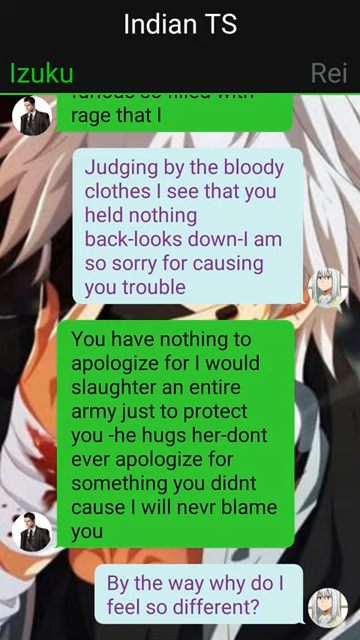 Indian TS
Izuku
Rei
rage that I
Judging by the bloody
clothes I see that you
held nothing
back-looks down-I am
so sorry for causing
you trouble
You have nothing to
apologize for I would
slaughter an entire
army just to protect
you -he hugs her-dont
ever apologize for
something you didnt
cause I will nevr blame
you
By the way why do I
feel so different?